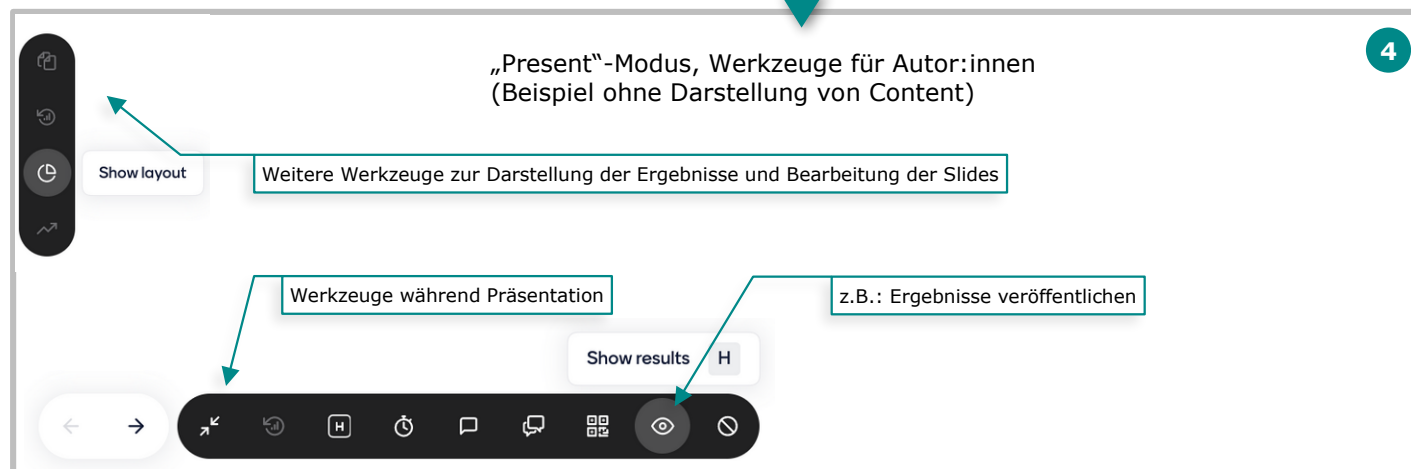 „Present“-Modus, Werkzeuge für Autor:innen
(Beispiel ohne Darstellung von Content)
4
Show layout
Weitere Werkzeuge zur Darstellung der Ergebnisse und Bearbeitung der Slides
Werkzeuge während Präsentation
z.B.: Ergebnisse veröffentlichen
Show results H
H